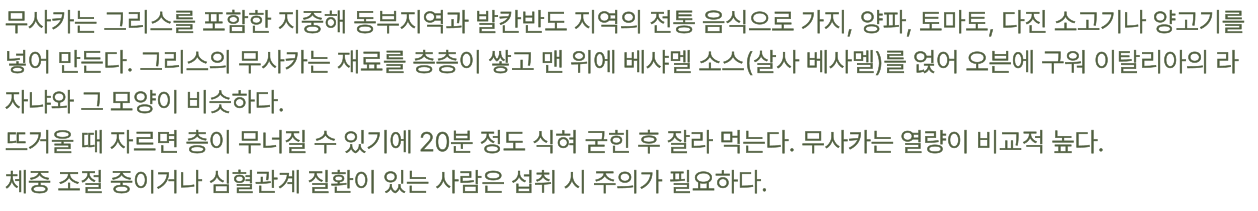 무사카는 그리스를 포함한 지중해 동부지역과 발칸반도 지역의 전통 음식으로 가지, 양파, 토마토, 다진 소고기나 양고기를
넣어 만든다. 그리스의 무사카는 재료를 층층이 쌓고 맨 위에 베샤멜 소스(살사 베사멜)를 얹어 오븐에 구워 이탈리아의 라
자냐와 그 모양이 비슷하다.
뜨거울 때 자르면 층이 무너질 수 있기에 20분 정도 식혀 굳힌 후 잘라 먹는다. 무사카는 열량이 비교적 높다.
체중 조절 중이거나 심혈관계 질환이 있는 사람은 섭취 시 주의가 필요하다.